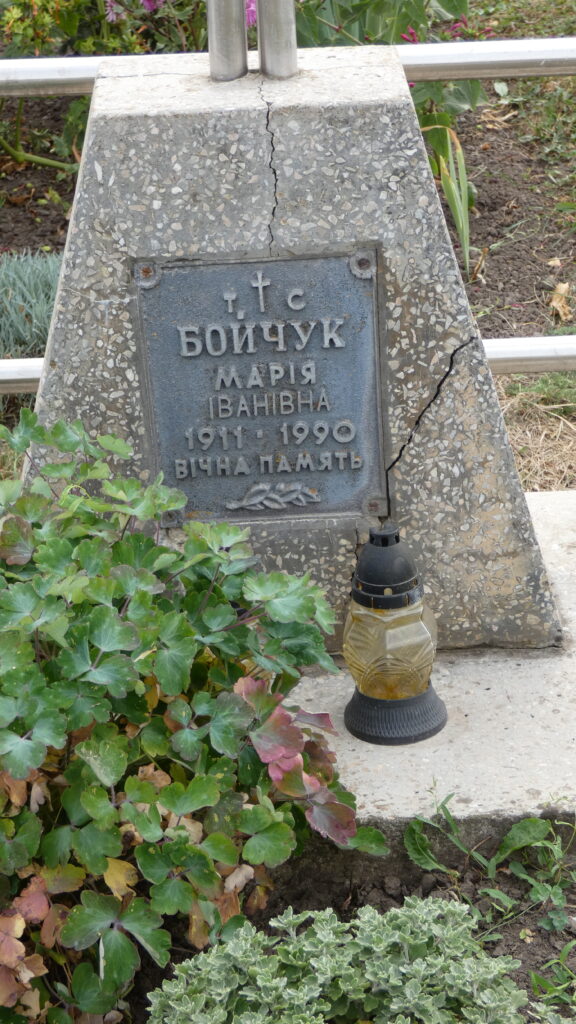 т. с
БОЙЧУК
МАРІЯ
ІВАНІВНА
1911 - 1990
ВІЧНА ПАМЯТЬ